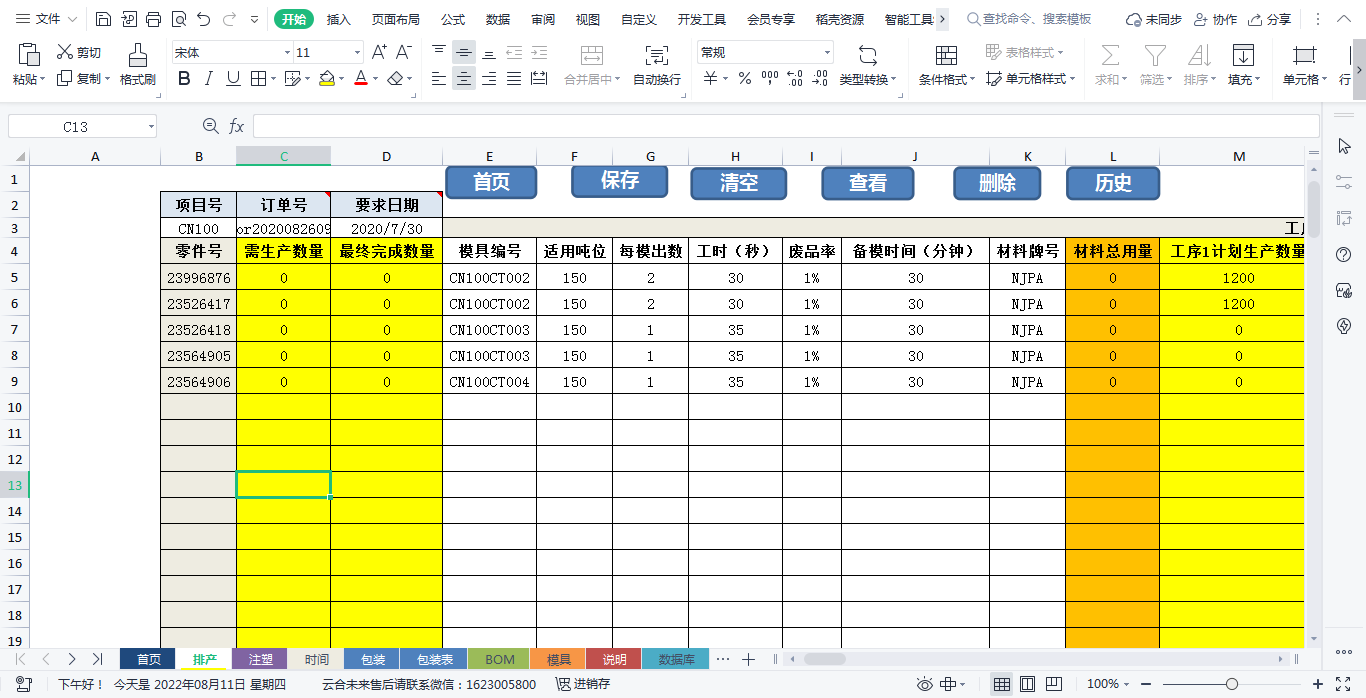 文件 开始 插入 页面布局 公式 数据 审阅 视图 自定义 开发工具 会员专享 稻壳资源 智能工具 查找命令、搜索模板 未同步 协作 分享
粘贴 剪切 复制 格式刷 宋体 11 合并居中 自动换行 常规 类型转换 条件格式 表格样式 单元格样式 求和 筛选 排序 填充 单元格 行
C13 fx
A B C D E F G H I J K L M
1 首页 保存 清空 查看 删除 历史
2 项目号 订单号 要求日期
3 CN100 or2020082609 2020/7/30 工序
4 零件号 需生产数量 最终完成数量 模具编号 适用吨位 每模出数 工时（秒） 废品率 备模时间（分钟） 材料牌号 材料总用量 工序1计划生产数量
5 23996876 0 0 CN100CT002 150 2 30 1% 30 NJPA 0 1200
6 23526417 0 0 CN100CT002 150 2 30 1% 30 NJPA 0 1200
7 23526418 0 0 CN100CT003 150 1 35 1% 30 NJPA 0 0
8 23564905 0 0 CN100CT003 150 1 35 1% 30 NJPA 0 0
9 23564906 0 0 CN100CT004 150 1 35 1% 30 NJPA 0 0
10
11
12
13
14
15
16
17
18
19
首页 排产 注塑 时间 包装 包装表 BOM 模具 说明 数据库
下午好！ 今天是 2022年08月11日 星期四 云合未来售后请联系微信：1623005800 进销存 100%